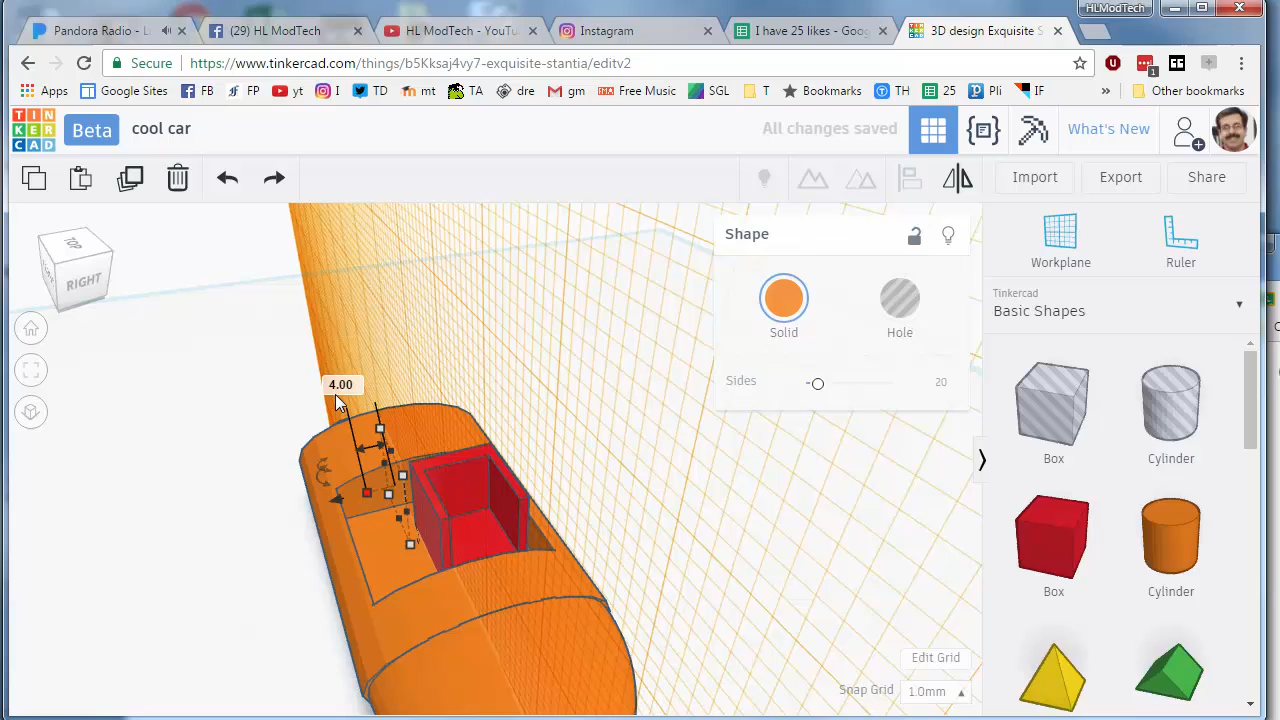 HLModTech
Pandora Radio - L
(29) HL ModTech
HL ModTech - YouTu
Instagram
I have 25 likes - Goog
3D design Exquisite S
Secure
https://www.tinkercad.com/things/b5Kksaj4vr7-exquisite-stantia/editv2
Apps
Google Sites
FB
FP
yt
I
TD
mt
TA
dre
gm
Free Music
SGL
T
Bookmarks
TH
25
Pli
IF
Other bookmarks
TIN
KER
CAD
Beta
cool car
All changes saved
What's New
Import
Export
Share
TOP
RIGHT
Shape
Solid
Hole
Sides
20
4.00
Workplane
Ruler
Tinkercad
Basic Shapes
Box
Cylinder
Box
Cylinder
Edit Grid
Snap Grid
1.0mm